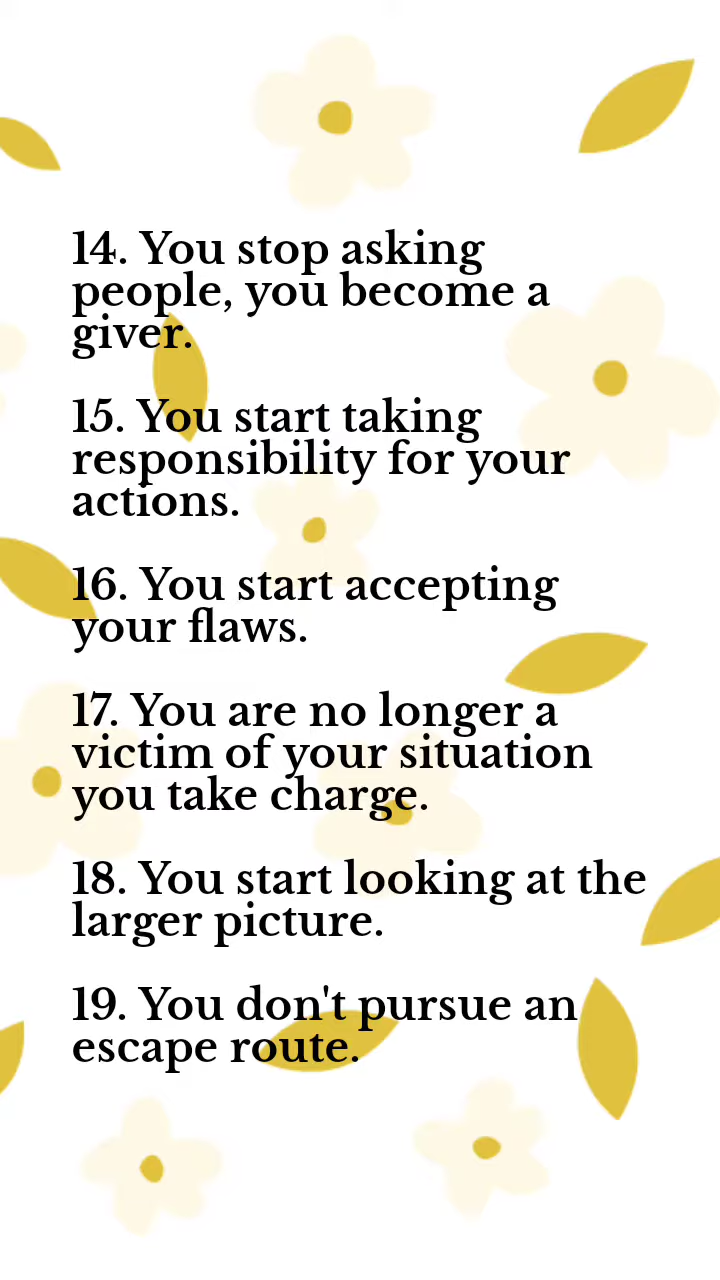 14. You stop asking
people, you become a
giver.
15. You start taking
responsibility for your
actions.
16. You start accepting
your flaws.
17. You are no longer a
victim of your situation
you take charge.
18. You start looking at the
larger picture.
19. You don't pursue an
escape route.